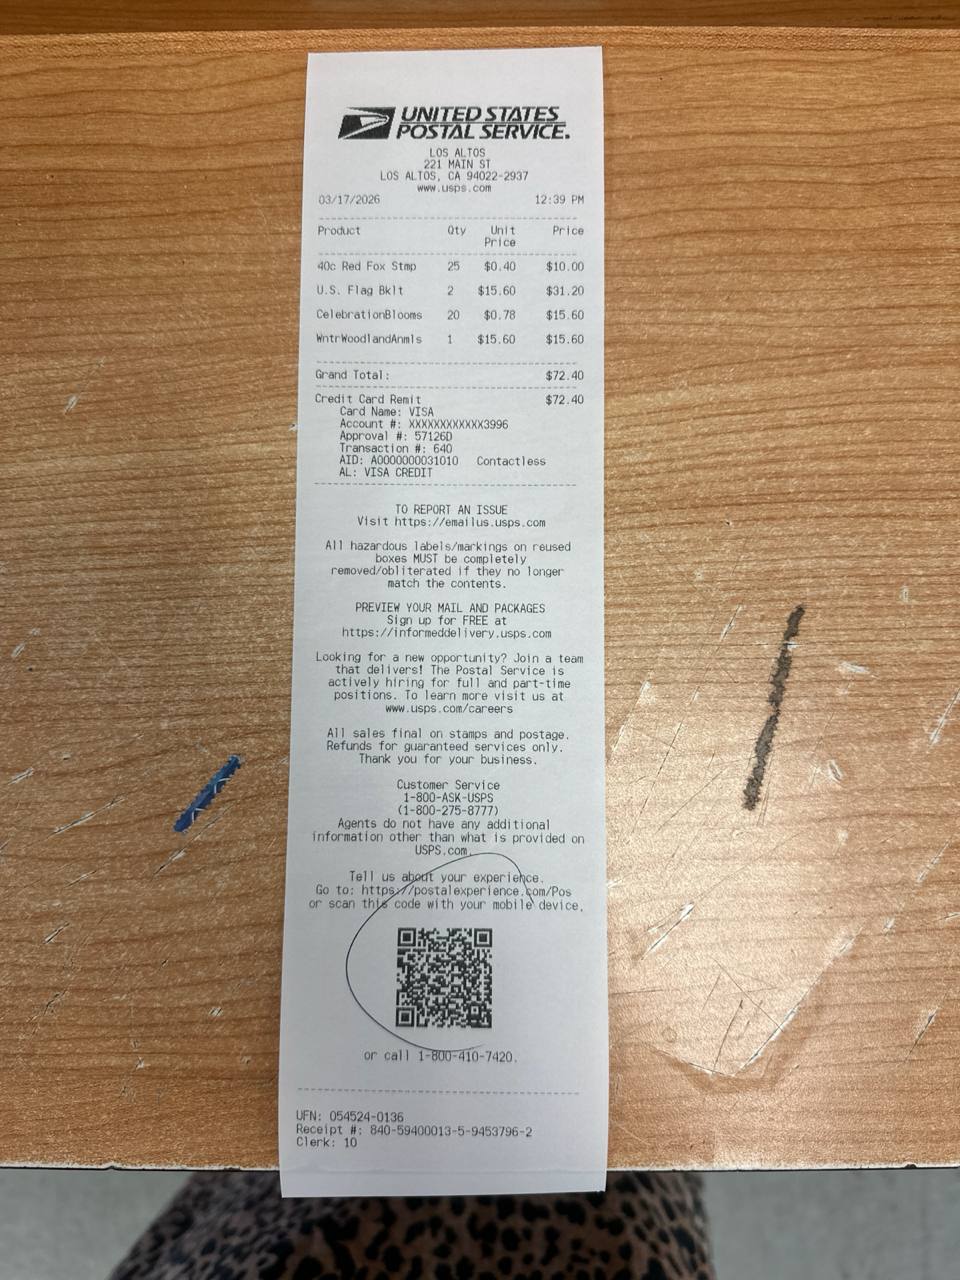 UNITED STATES
POSTAL SERVICE.
LOS ALTOS
221 MAIN ST
LOS ALTOS, CA 94022-2937
www.usps.com
03/17/2026 12:39 PM
Product Qty Unit Price
Price
40c Red Fox Stmp 25 $0.40 $10.00
U.S. Flag Bklt 2 $15.60 $31.20
CelebrationBlooms 20 $0.78 $15.60
WntrWoodlandAnmls 1 $15.60 $15.60
Grand Total: $72.40
Credit Card Remit $72.40
Card Name: VISA
Account #: XXXXXXXXXXXX3996
Approval #: 57126D
Transaction #: 640
AID: A0000000031010 Contactless
AL: VISA CREDIT
TO REPORT AN ISSUE
Visit https://emailus.usps.com
All hazardous labels/markings on reused
boxes MUST be completely
removed/obliterated if they no longer
match the contents.
PREVIEW YOUR MAIL AND PACKAGES
Sign up for FREE at
https://informeddelivery.usps.com
Looking for a new opportunity? Join a team
that delivers! The Postal Service is
actively hiring for full and part-time
positions. To learn more visit us at
www.usps.com/careers
All sales final on stamps and postage.
Refunds for guaranteed services only.
Thank you for your business.
Customer Service
1-800-ASK-USPS
(1-800-275-8777)
Agents do not have any additional
information other than what is provided on
USPS.com.
Tell us about your experience.
Go to: https://postalexperience.com/Pos
or scan this code with your mobile device,
or call 1-800-410-7420.
UFN: 054524-0136
Receipt #: 840-59400013-5-9453796-2
Clerk: 10